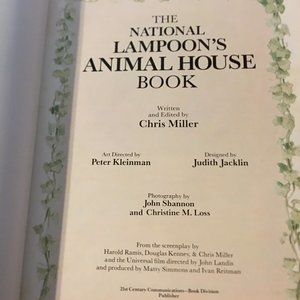 THE
NATIONAL
LAMPOON'S
ANIMAL HOUSE
BOOK
Written
and Edited by
Chris Miller
Art Directed by
Peter Kleinman
Designed by
Judith Jacklin
Photography by
John Shannon
and Christine M. Loss
From the screenplay by
Harold Ramis, Douglas Kenney, & Chris Miller
and the Universal film directed by John Landis
and produced by Matty Simmons and Ivan Reitman
21st Century Communications—Book Division
Publisher